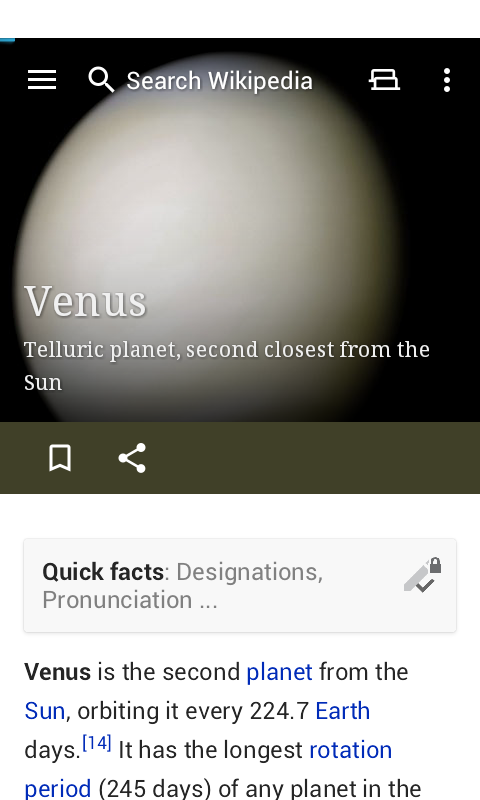 Search Wikipedia
Venus
Telluric planet, second closest from the
Sun
Quick facts: Designations,
Pronunciation ...
Venus is the second planet from the
Sun, orbiting it every 224.7 Earth
days.[14] It has the longest rotation
period (245 days) of any planet in the